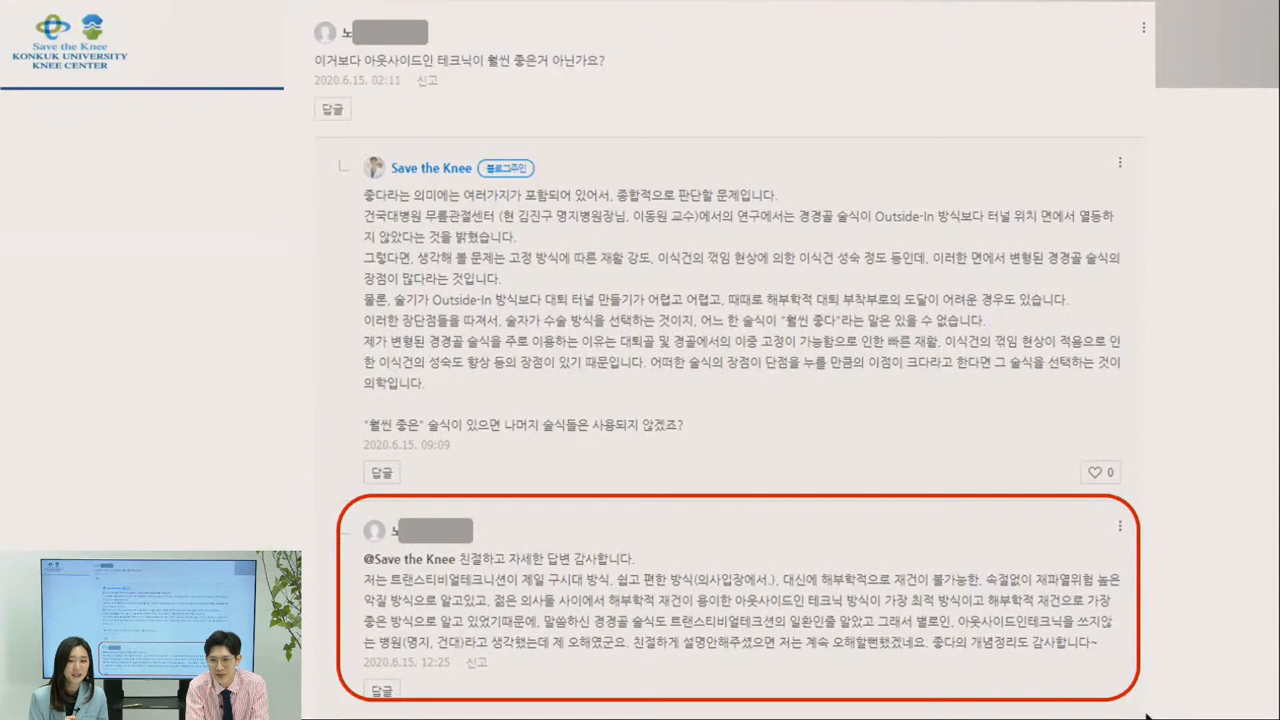 Save the Knee
KONKUK UNIVERSITY
KNEE CENTER
노
이거보다 아웃사이드인 테크닉이 훨씬 좋은거 아닌가요?
2020.6.15. 02:11 신고
답글
Save the Knee 블로그주인
좋다라는 의미에는 여러가지가 포함되어 있어서, 종합적으로 판단할 문제입니다.
건국대병원 무릎관절센터 (현 김진구 명지병원장님, 이동원 교수)에서의 연구에서는 경경골 술식이 Outside-In 방식보다 터널 위치 면에서 열등하
지 않았다는 것을 밝혔습니다.
그렇다면, 생각해 볼 문제는 고정 방식에 따른 재활 강도, 이식건의 꺾임 현상에 의한 이식건 성숙 정도 등인데, 이러한 면에서 변형된 경경골 술식의
장점이 많다라는 것입니다.
물론, 술기가 Outside-In 방식보다 대퇴 터널 만들기가 어렵고 어렵고, 때때로 해부학적 대퇴 부착부로의 도달이 어려운 경우도 있습니다.
이러한 장단점들을 따져서, 술자가 수술 방식을 선택하는 것이지, 어느 한 술식이 "훨씬 좋다"라는 말은 있을 수 없습니다.
제가 변형된 경경골 술식을 주로 이용하는 이유는 대퇴골 및 경골에서의 이중 고정이 가능함으로 인한 빠른 재활, 이식건의 꺾임 현상이 적음으로 인
한 이식건의 성숙도 향상 등의 장점이 있기 때문입니다. 어떠한 술식의 장점이 단점을 누를 만큼의 이점이 크다라고 한다면 그 술식을 선택하는 것이
의학입니다.
"훨씬 좋은" 술식이 있으면 나머지 술식들은 사용되지 않겠죠?
2020.6.15. 09:09
답글
0
노
@Save the Knee 친절하고 자세한 답변 감사합니다.
저는 트랜스티비얼테크니션이 제일 구시대 방식, 쉽고 편한 방식(의사입장에서.), 대신에 해부학적으로 재건이 불가능한, 속절없이 재파열위험 높은
저질 방식으로 알고있고, 젊은 의사들은 다 해부학적 재건이 용이한 아웃사이드인테크닉을 쓰고 이게 가장 최적 방식이고 해부학적 재건으로 가장
좋은 방식으로 알고 있었기때문에, 말씀하신 경경골 술식도 트랜스티비얼테크션의 일환인줄 알았고 그래서 별로인, 아웃사이드인테크닉을 쓰지않
는 병원(명지, 건대)라고 생각했는데 제 오해였군요. 친절하게 설명안해주셨으면 저는 계속 오해할뻔했겠네요. 좋다의 개념정리도 감사합니다~
2020.6.15. 12:25 신고
답글